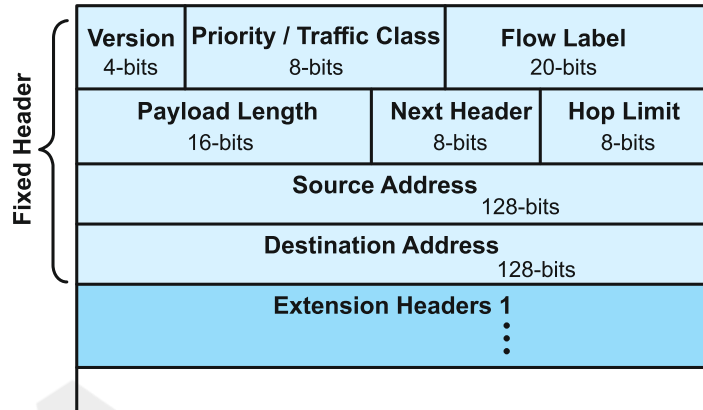 Version
4-bits
Priority / Traffic Class
8-bits
Flow Label
20-bits
Payload Length
16-bits
Next Header
8-bits
Hop Limit
8-bits
Source Address
128-bits
Destination Address
128-bits
Extension Headers 1
Fixed Header